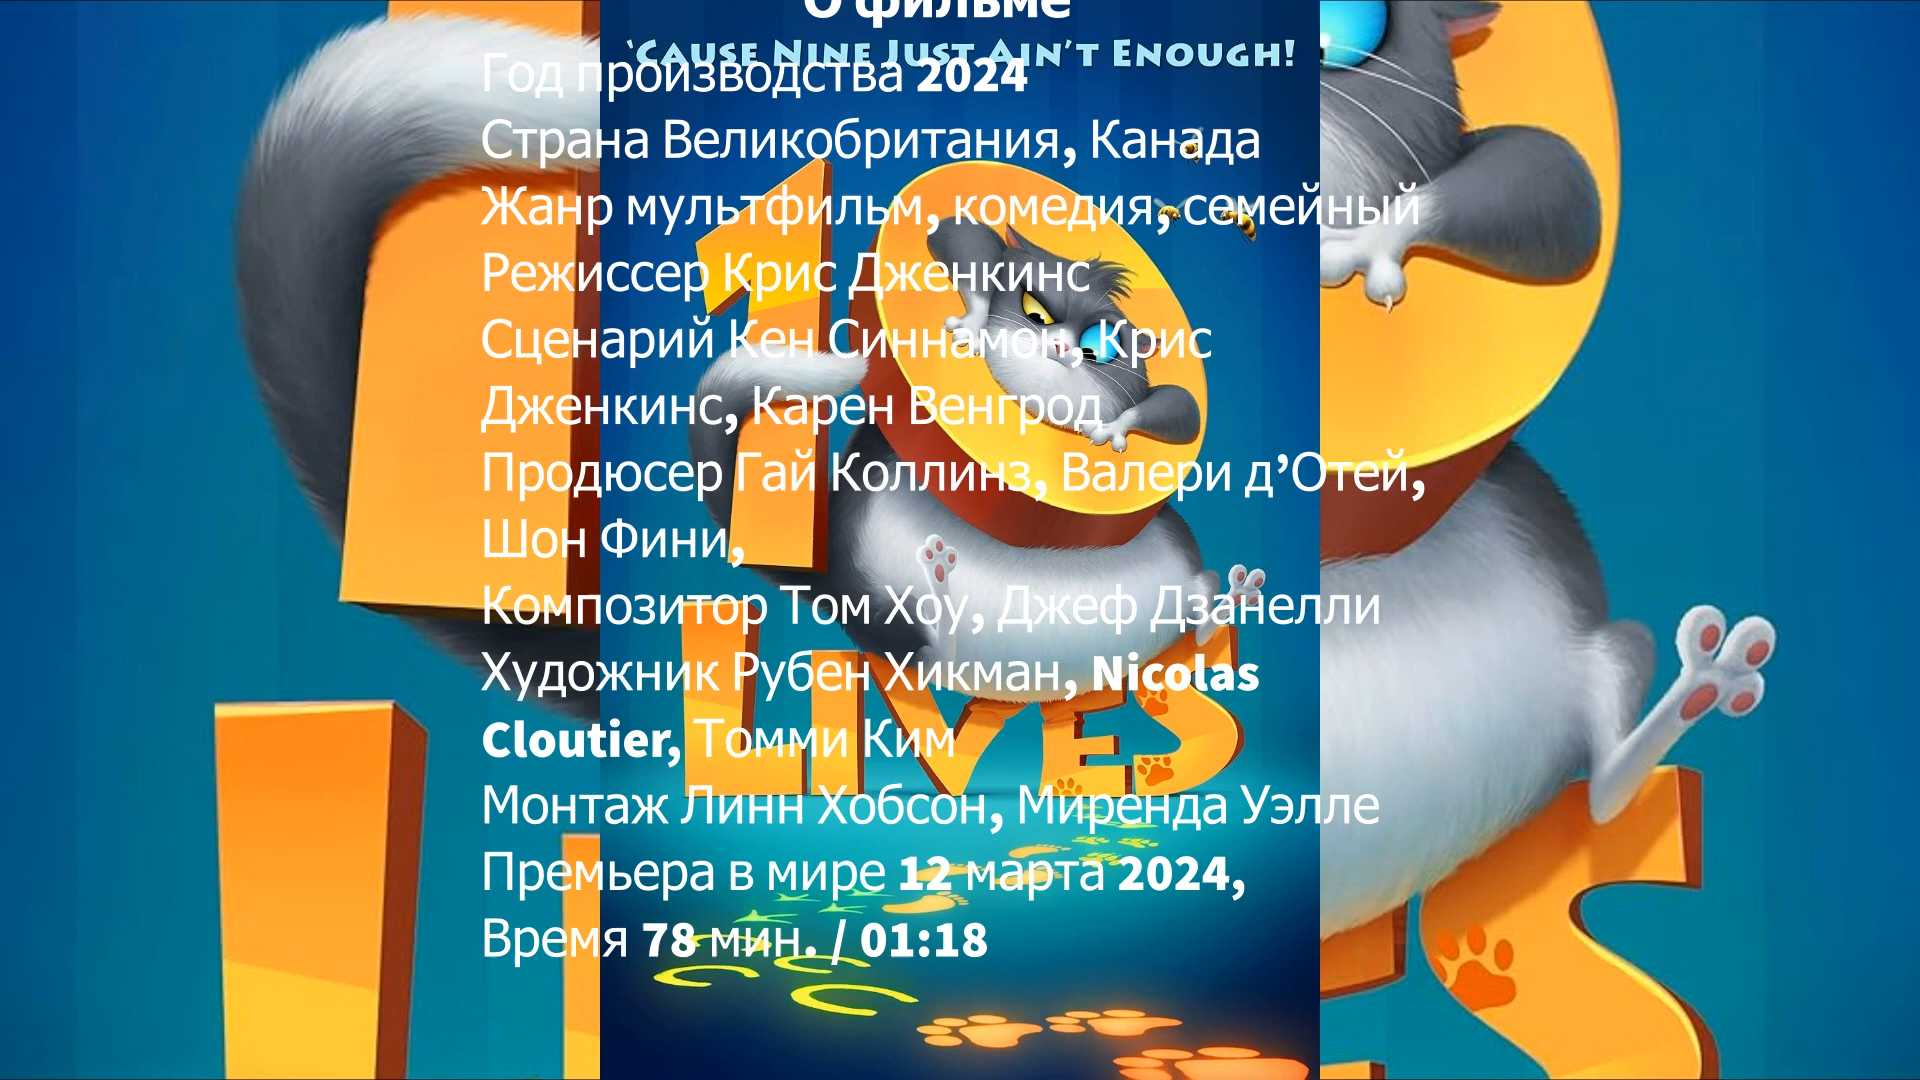 О фильме
‘CAUSE NINE JUST AIN’T ENOUGH!
Год производства 2024
Страна Великобритания, Канада
Жанр мультфильм, комедия, семейный
Режиссер Крис Дженкинс
Сценарий Кен Синнамон, Крис
Дженкинс, Карен Венгрод
Продюсер Гай Коллинз, Валери д’Отей,
Шон Фини,
Композитор Том Хоу, Джеф Дзанелли
Художник Рубен Хикман, Nicolas
Cloutier, Томми Ким
Монтаж Линн Хобсон, Миренда Уэлле
Премьера в мире 12 марта 2024,
Время 78 мин. / 01:18
10
LIVES